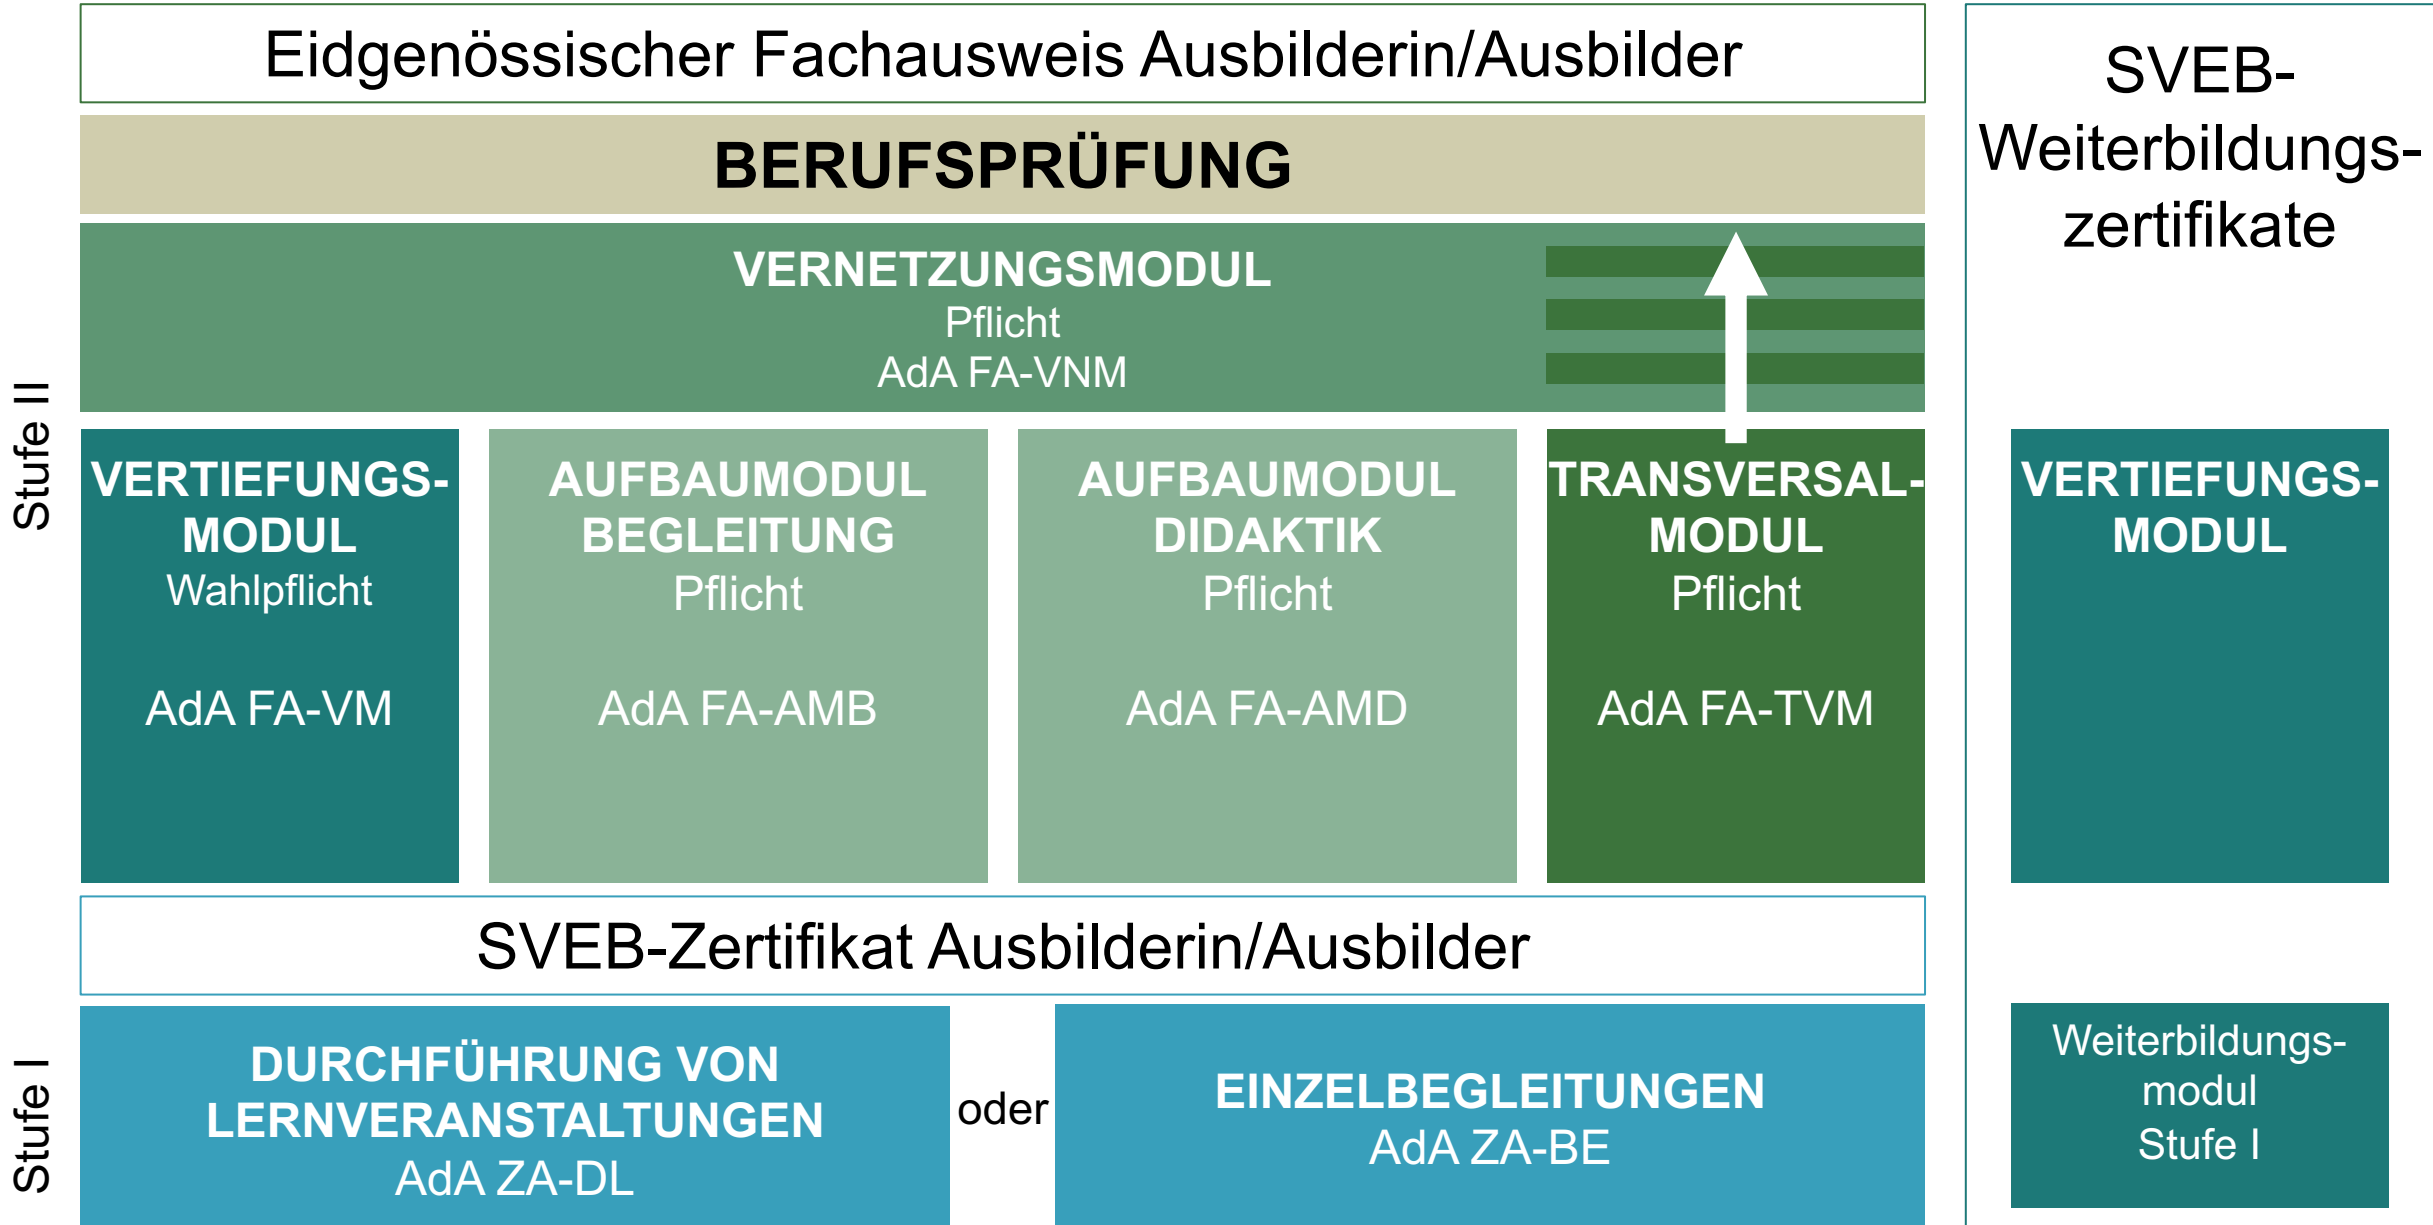 Eidgenössischer Fachausweis Ausbilderin/Ausbilder
BERUFSPRÜFUNG
VERNETZUNGSMODUL
Pflicht
AdA FA-VNM
Stufe II
VERTIEFUNGS-
MODUL
Wahlpflicht
AdA FA-VM
AUFBAUMODUL
BEGLEITUNG
Pflicht
AdA FA-AMB
AUFBAUMODUL
DIDAKTIK
Pflicht
AdA FA-AMD
TRANSVERSAL-
MODUL
Pflicht
AdA FA-TVM
SVEB-Zertifikat Ausbilderin/Ausbilder
Stufe I
DURCHFÜHRUNG VON
LERNVERANSTALTUNGEN
AdA ZA-DL
oder
EINZELBEGLEITUNGEN
AdA ZA-BE
SVEB-
Weiterbildungs-
zertifikate
VERTIEFUNGS-
MODUL
Weiterbildungs-
modul
Stufe I